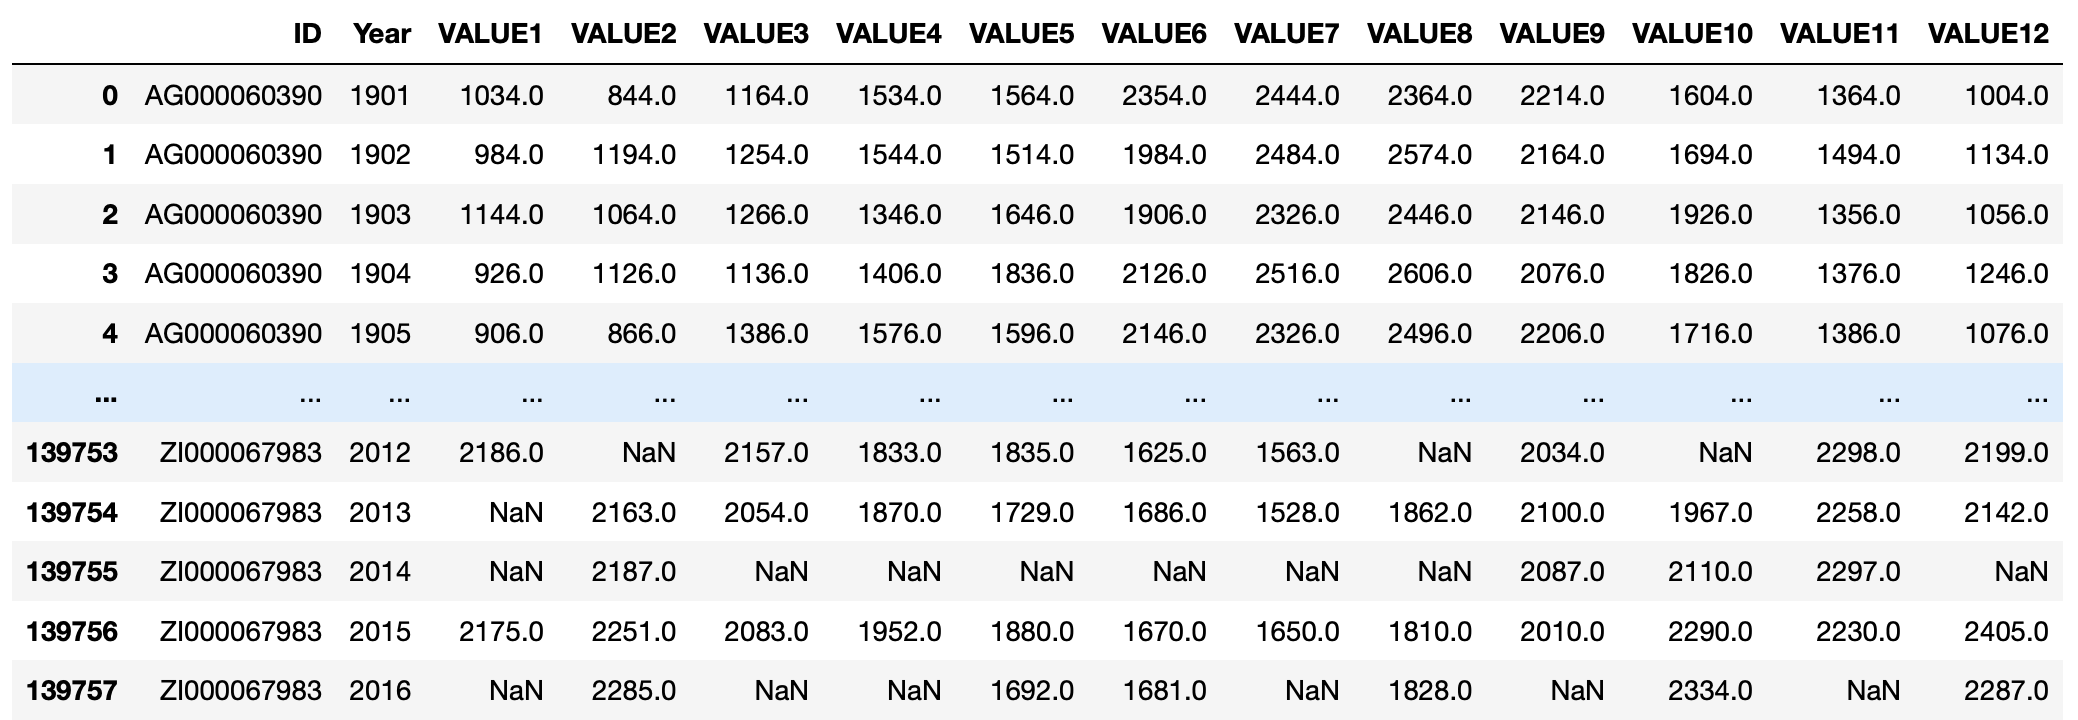 ID Year VALUE1 VALUE2 VALUE3 VALUE4 VALUE5 VALUE6 VALUE7 VALUE8 VALUE9 VALUE10 VALUE11 VALUE12
0 AG000060390 1901 1034.0 844.0 1164.0 1534.0 1564.0 2354.0 2444.0 2364.0 2214.0 1604.0 1364.0 1004.0
1 AG000060390 1902 984.0 1194.0 1254.0 1544.0 1514.0 1984.0 2484.0 2574.0 2164.0 1694.0 1494.0 1134.0
2 AG000060390 1903 1144.0 1064.0 1266.0 1346.0 1646.0 1906.0 2326.0 2446.0 2146.0 1926.0 1356.0 1056.0
3 AG000060390 1904 926.0 1126.0 1136.0 1406.0 1836.0 2126.0 2516.0 2606.0 2076.0 1826.0 1376.0 1246.0
4 AG000060390 1905 906.0 866.0 1386.0 1576.0 1596.0 2146.0 2326.0 2496.0 2206.0 1716.0 1386.0 1076.0
... ... ... ... ... ... ... ... ... ... ... ... ... ... ...
139753 ZI000067983 2012 2186.0 NaN 2157.0 1833.0 1835.0 1625.0 1563.0 NaN 2034.0 NaN 2298.0 2199.0
139754 ZI000067983 2013 NaN 2163.0 2054.0 1870.0 1729.0 1686.0 1528.0 1862.0 2100.0 1967.0 2258.0 2142.0
139755 ZI000067983 2014 NaN 2187.0 NaN NaN NaN NaN NaN NaN 2087.0 2110.0 2297.0 NaN
139756 ZI000067983 2015 2175.0 2251.0 2083.0 1952.0 1880.0 1670.0 1650.0 1810.0 2010.0 2290.0 2230.0 2405.0
139757 ZI000067983 2016 NaN 2285.0 NaN NaN 1692.0 1681.0 NaN 1828.0 NaN 2334.0 NaN 2287.0